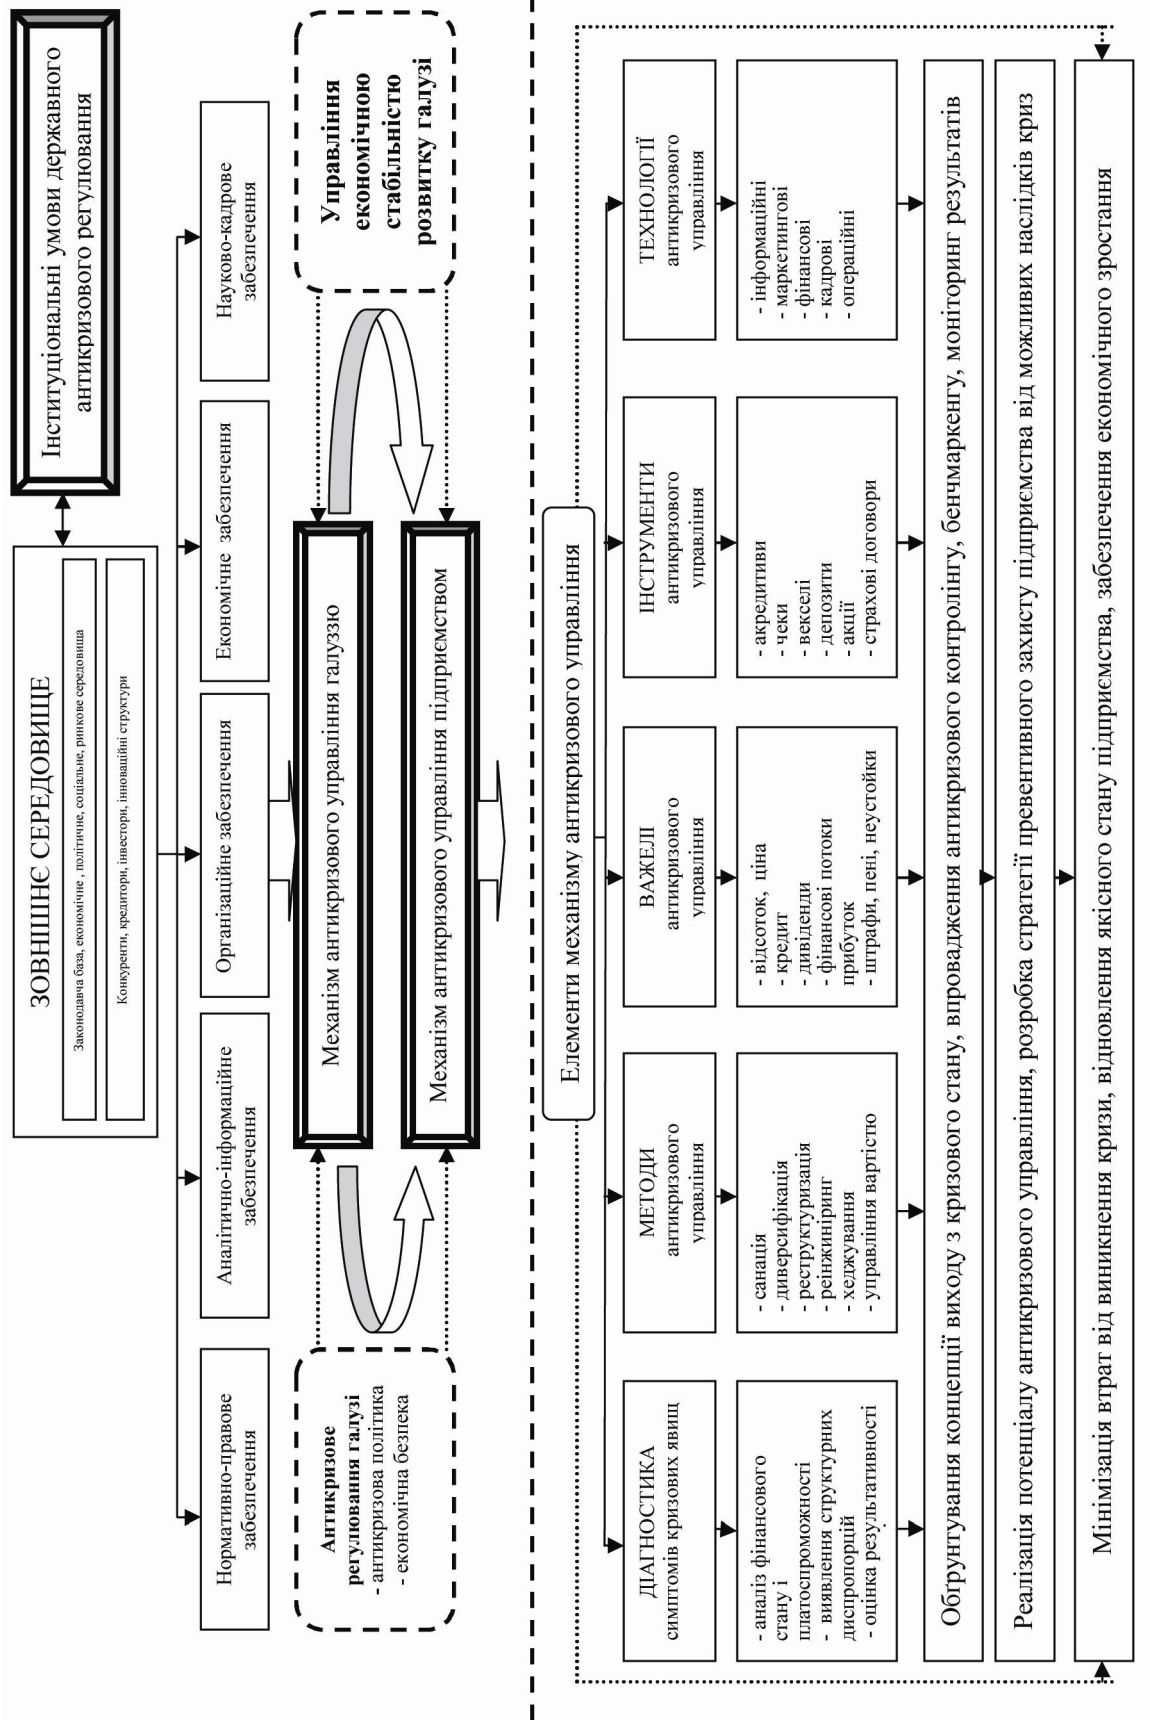 ЗОВНІШНЄ СЕРЕДОВИЩЕ
Законодавча база, економічне , політичне, соціальне, ринкове середовища
Конкуренти, кредитори, інвестори, інноваційні структури
Інституціональні умови державного
антикризового регулювання
Нормативно-правове
забезпечення
Аналітично-інформаційне
забезпечення
Організаційне забезпечення
Економічне забезпечення
Науково-кадрове
забезпечення
Антикризове
регулювання галузі
- антикризова політика
- економічна безпека
Механізм антикризового управління галуззю
Механізм антикризового управління підприємством
Управління
економічною
стабільністю
розвитку галузі
Елементи механізму антикризового управління
ДІАГНОСТИКА
симптомів кризових явищ
МЕТОДИ
антикризового
управління
ВАЖЕЛІ
антикризового
управління
ІНСТРУМЕНТИ
антикризового
управління
ТЕХНОЛОГІЇ
антикризового
управління
- аналіз фінансового
стану і
платоспроможності
- виявлення структурних
диспропорцій
- оцінка результативності
- санація
- диверсифікація
- реструктуризація
- реінжиніринг
- хеджування
- управління вартістю
- відсоток, ціна
- кредит
- дивіденди
- фінансові потоки
прибуток
- штрафи, пені, неустойки
- акредитиви
- чеки
- векселі
- депозити
- акції
- страхові договори
- інформаційні
- маркетингові
- фінансові
- кадрові
- операційні
Обґрунтування концепції виходу з кризового стану, впровадження антикризового контролінгу, бенчмаркенгу, моніторинг результатів
Реалізація потенціалу антикризового управління, розробка стратегії превентивного захисту підприємства від можливих наслідків криз
Мінімізація втрат від виникнення кризи, відновлення якісного стану підприємства, забезпечення економічного зростання